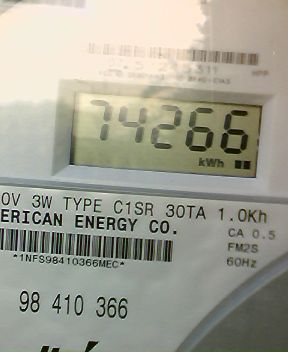 74266
kWh
0V 3W TYPE C1SR 30TA 1.0Kh
ERICAN ENERGY CO.
CA 0.5
FM2S
60Hz
*1NFS98410366MEC*
98 410 366